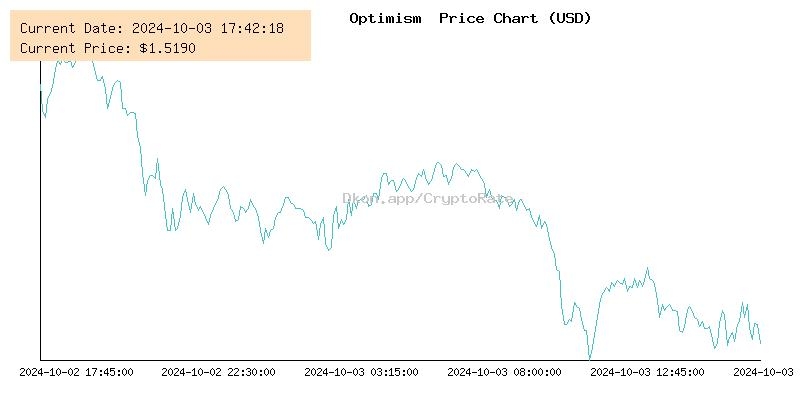 Optimism Price Chart (USD)
Current Date: 2024-10-03 17:42:18
Current Price: $1.5190
Dkon.app/CryptoRate
2024-10-02 17:45:00 2024-10-02 22:30:00 2024-10-03 03:15:00 2024-10-03 08:00:00 2024-10-03 12:45:00 2024-10-03